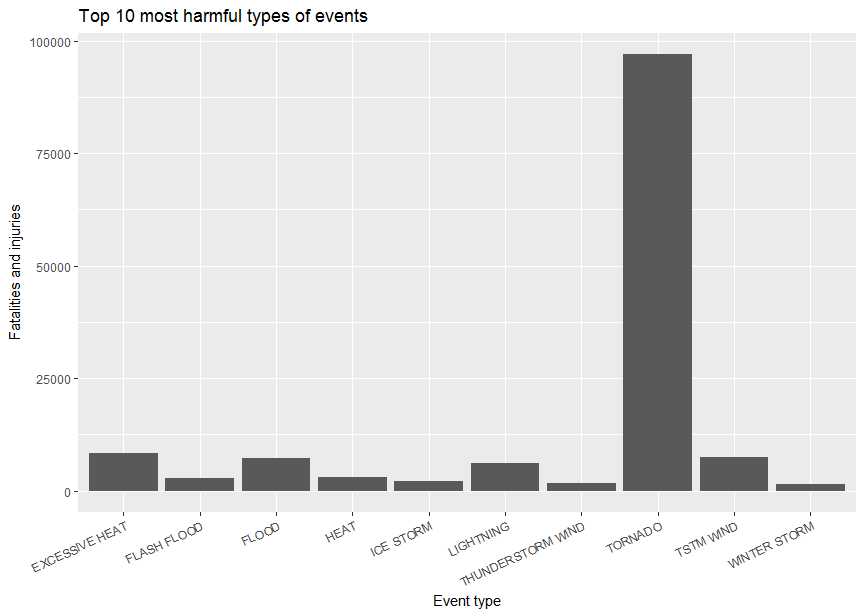 Top 10 most harmful types of events
100000
75000
50000
25000
0
Fatalities and injuries
EXCESSIVE HEAT
FLASH FLOOD
FLOOD
HEAT
ICE STORM
LIGHTNING
THUNDERSTORM WIND
TORNADO
TSTM WIND
WINTER STORM
Event type